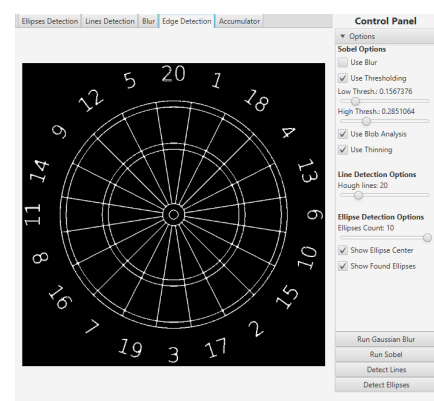 Ellipses Detection Lines Detection Blur Edge Detection Accumulator
Control Panel
Options
Sobel Options
Use Blur
Use Thresholding
Low Thresh.: 0.1567376
High Thresh.: 0.2851064
Use Blob Analysis
Use Thinning
Line Detection Options
Hough lines: 20
Ellipse Detection Options
Ellipses Count: 10
Show Ellipse Center
Show Found Ellipses
Run Gaussian Blur
Run Sobel
Detect Lines
Detect Ellipses
20
1
18
4
13
6
10
15
2
17
3
19
7
16
8
11
14
9
12
5